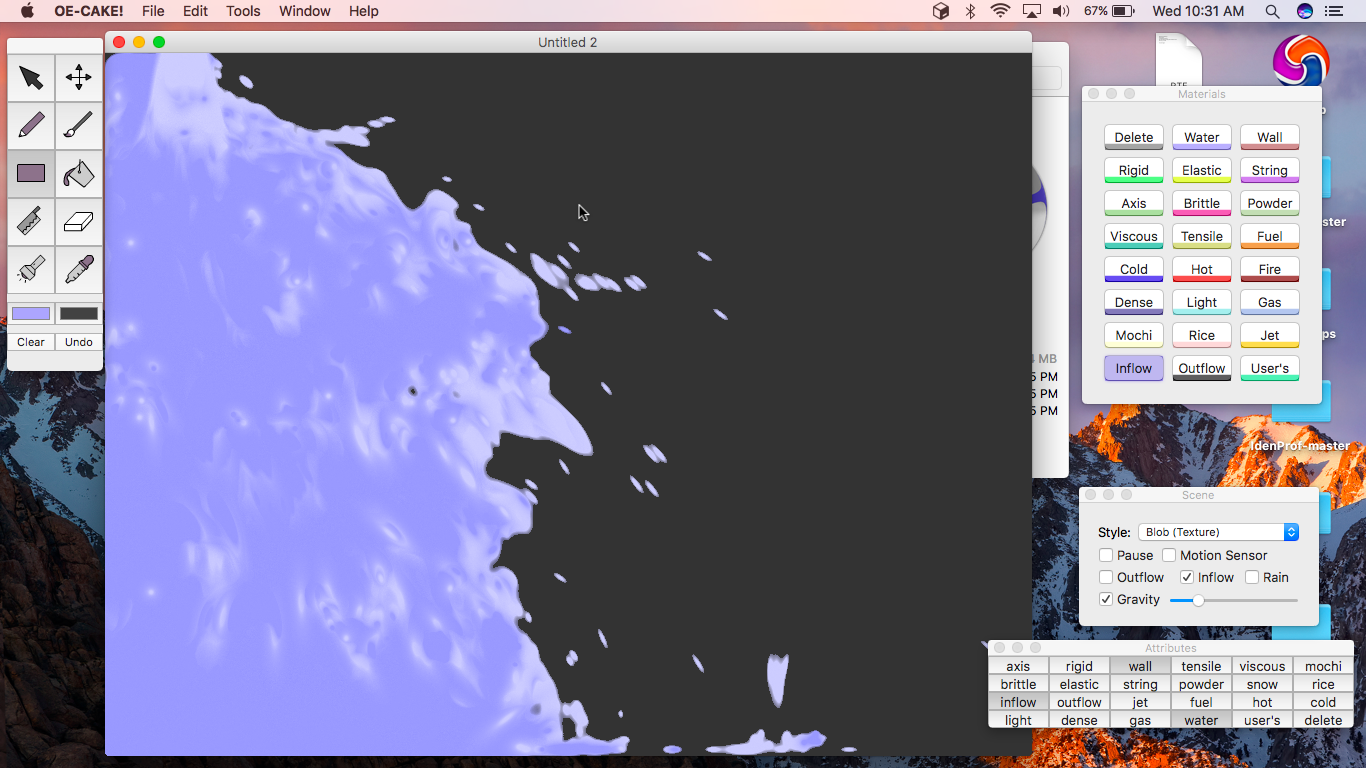 OE-CAKE! File Edit Tools Window Help 67% Wed 10:31 AM
Untitled 2
Clear Undo
Materials
Delete Water Wall
Rigid Elastic String
Axis Brittle Powder
Viscous Tensile Fuel
Cold Hot Fire
Dense Light Gas
Mochi Rice Jet
Inflow Outflow User's
ster
MB
ps
5 PM
5 PM
5 PM
IdenProf-master
Scene
Style: Blob (Texture)
Pause Motion Sensor
Outflow Inflow Rain
Gravity
Attributes
axis rigid wall tensile viscous mochi
brittle elastic string powder snow rice
inflow outflow jet fuel hot cold
light dense gas water user's delete